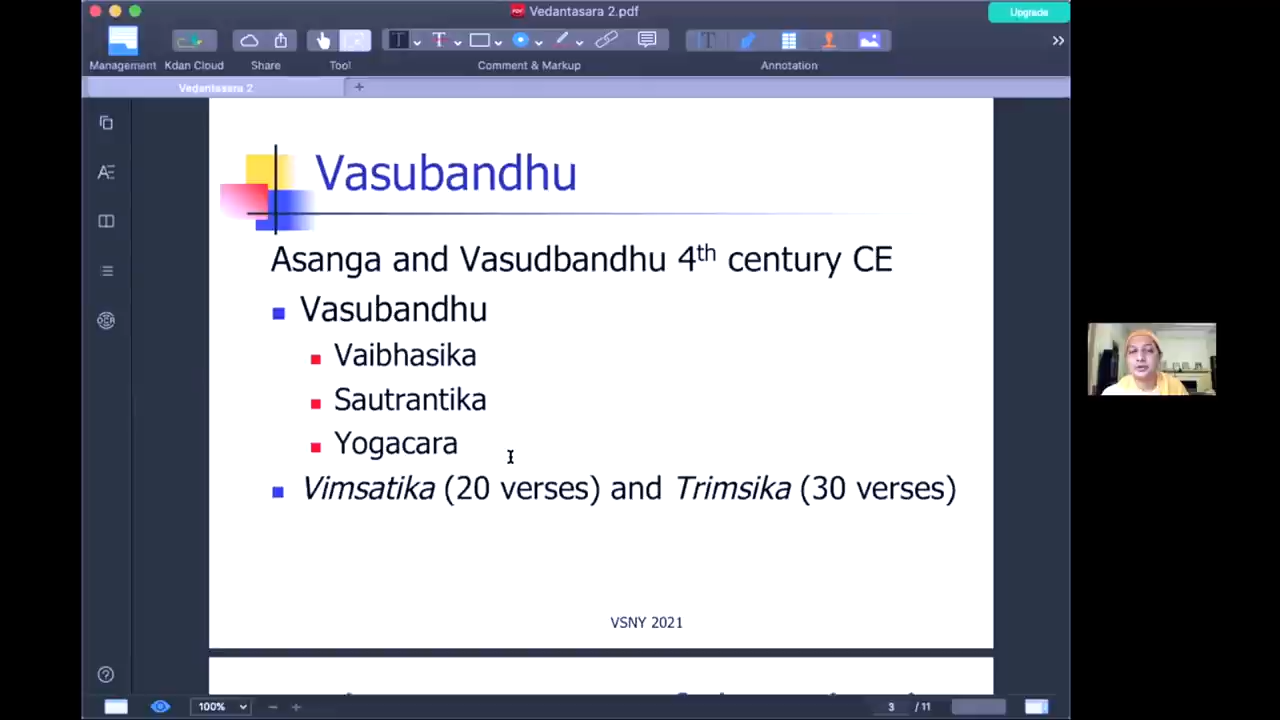 Vedantasara 2.pdf
Upgrade
Management
Kdan Cloud
Share
Tool
Comment & Markup
Annotation
Vedantasara 2
Vasubandhu
Asanga and Vasudbandhu 4th century CE
Vasubandhu
Vaibhasika
Sautrantika
Yogacara
Vimsatika (20 verses) and Trimsika (30 verses)
VSNY 2021
100%
3 / 11